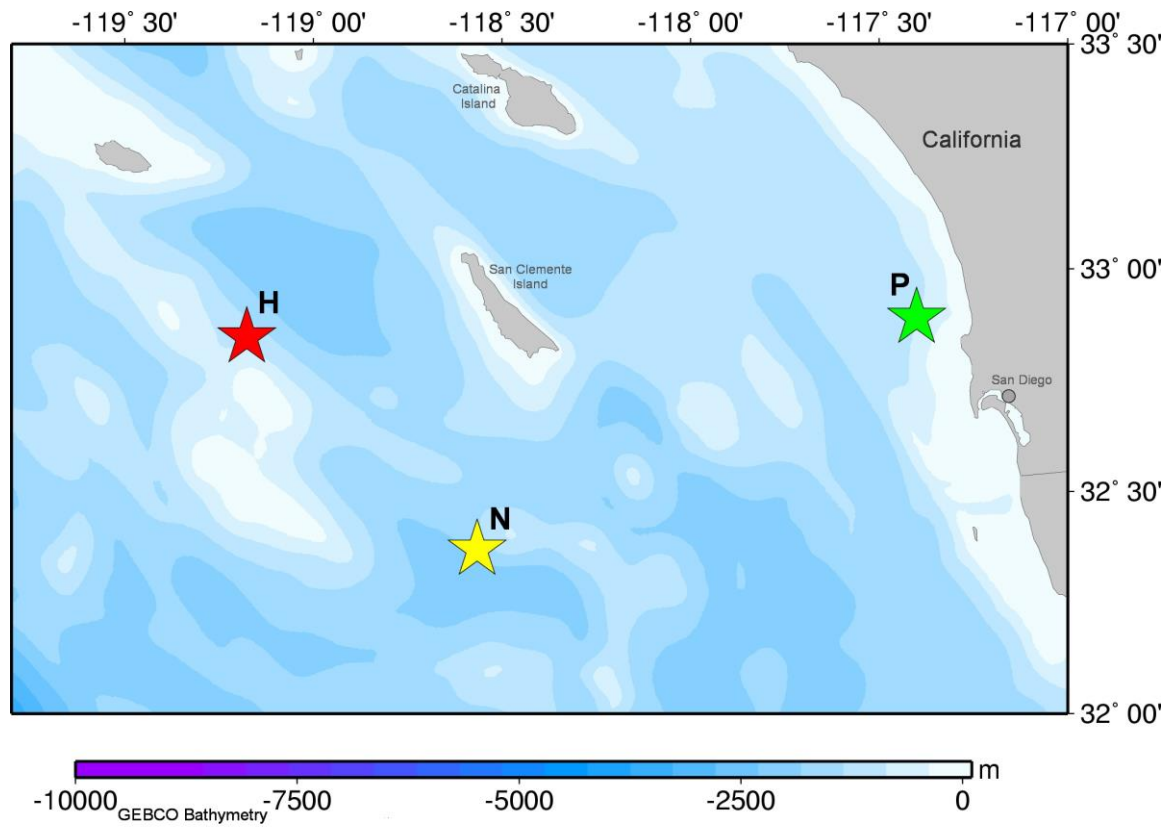 -119˚ 30' -119˚ 00' -118˚ 30' -118˚ 00' -117˚ 30' -117˚ 00'
33˚ 30'
Catalina
Island
California
33˚ 00'
San Clemente
Island
H
P
San Diego
32˚ 30'
N
32˚ 00'
m
-10000 -7500 -5000 -2500 0
GEBCO Bathymetry